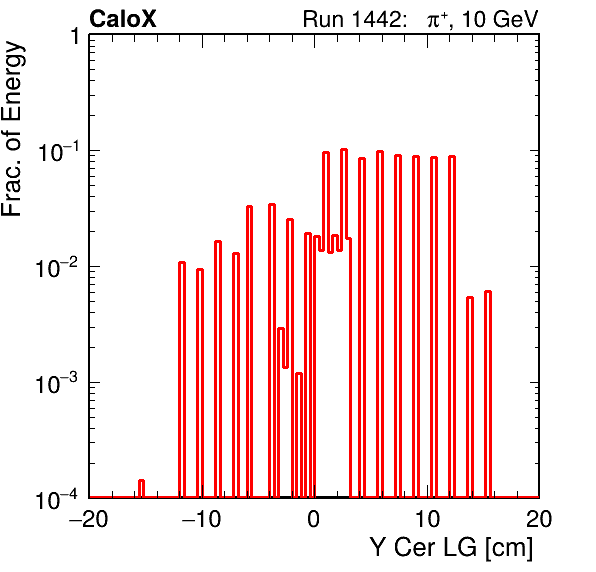 CaloX Run 1442: π⁺, 10 GeV
Frac. of Energy
1
10⁻¹
10⁻²
10⁻³
10⁻⁴
−20 −10 0 10 20
Y Cer LG [cm]